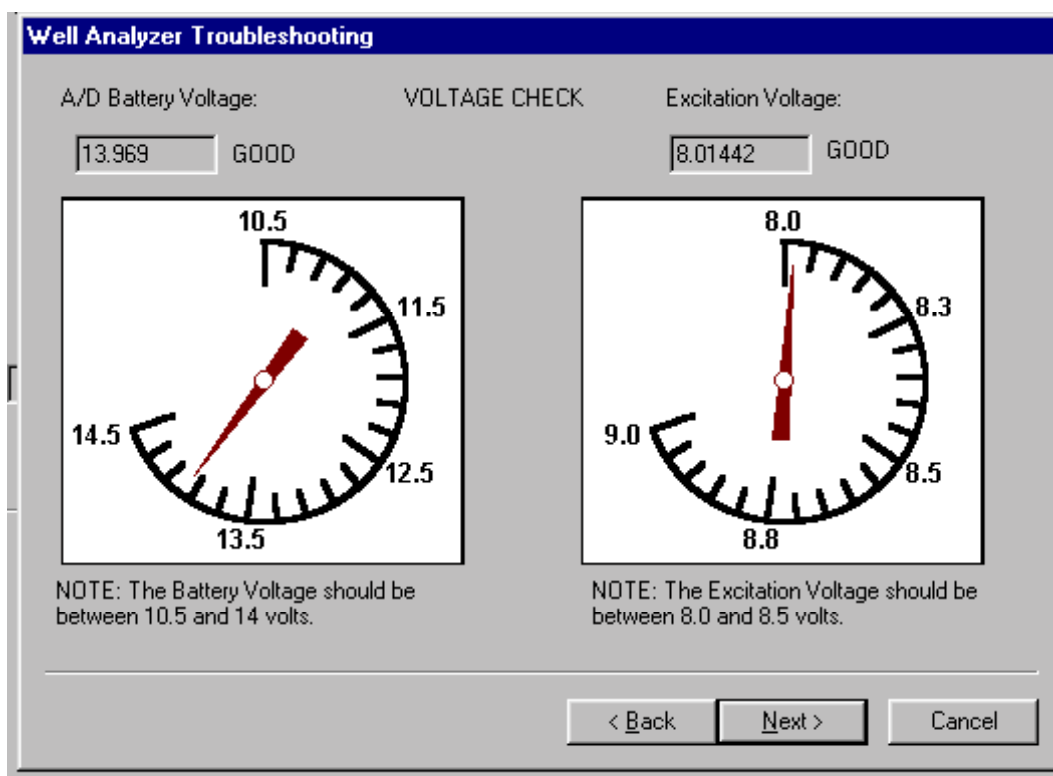 Well Analyzer Troubleshooting
A/D Battery Voltage:
VOLTAGE CHECK
Excitation Voltage:
13.969
GOOD
8.01442
GOOD
10.5
11.5
12.5
13.5
14.5
8.0
8.3
8.5
8.8
9.0
NOTE: The Battery Voltage should be
between 10.5 and 14 volts.
NOTE: The Excitation Voltage should be
between 8.0 and 8.5 volts.
< Back
Next >
Cancel